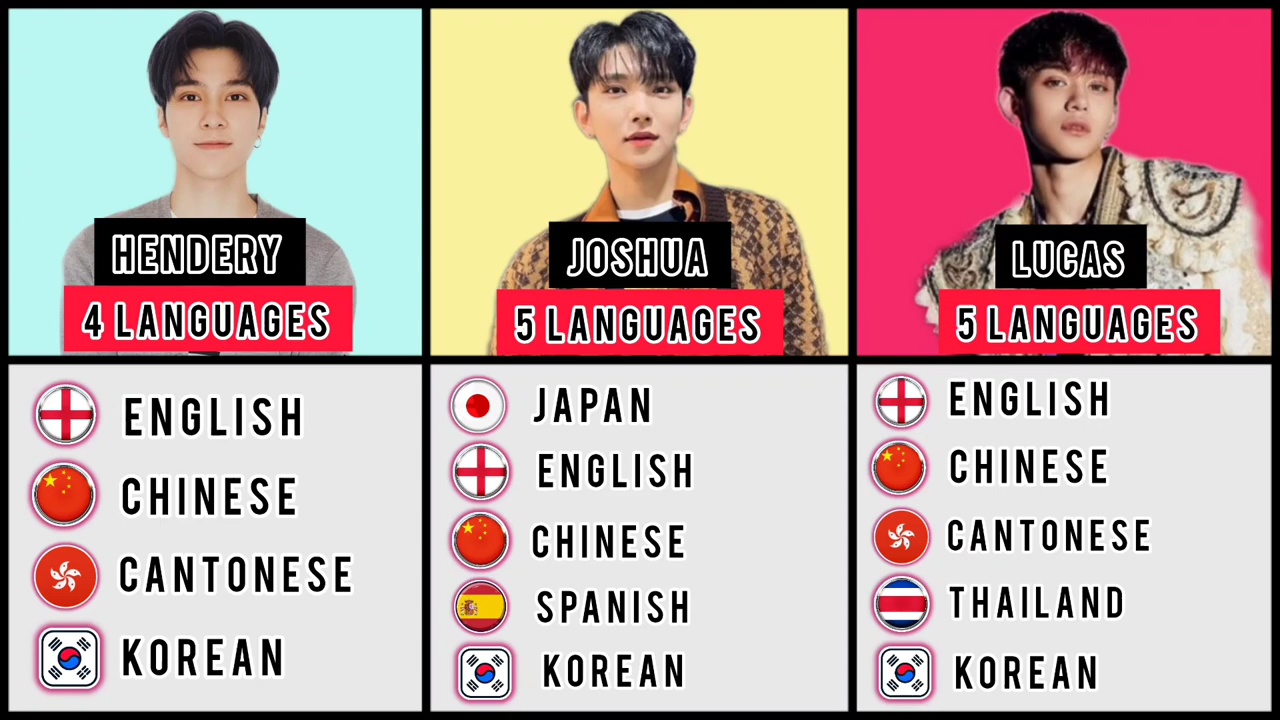 HENDERY
4 LANGUAGES
ENGLISH
CHINESE
CANTONESE
KOREAN
JOSHUA
5 LANGUAGES
JAPAN
ENGLISH
CHINESE
SPANISH
KOREAN
LUCAS
5 LANGUAGES
ENGLISH
CHINESE
CANTONESE
THAILAND
KOREAN